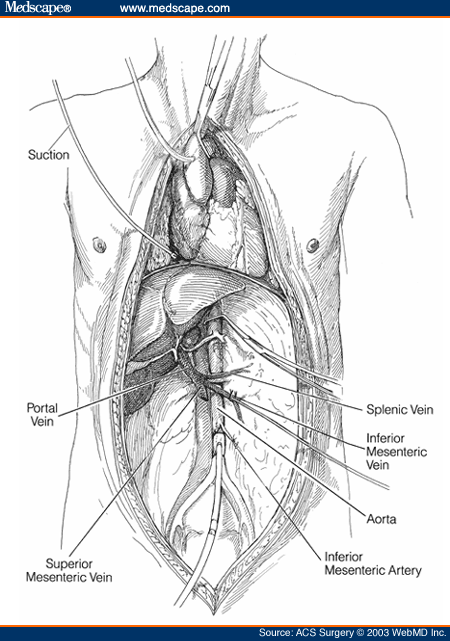 Medscape® www.medscape.com
Suction
Portal
Vein
Splenic Vein
Inferior
Mesenteric
Vein
Aorta
Superior
Mesenteric Vein
Inferior
Mesenteric Artery
Source: ACS Surgery © 2003 WebMD Inc.